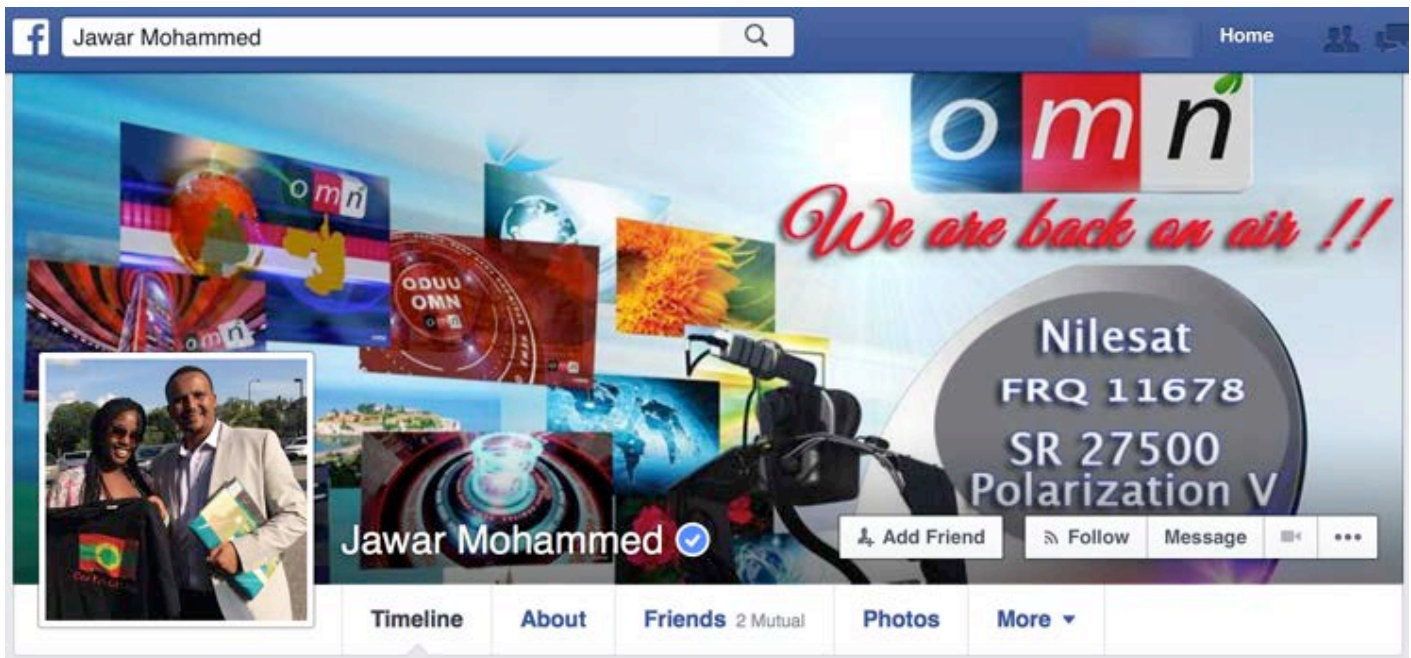 f
Jawar Mohammed
Home
omn
We are back on air !!
omn
ODUU
OMN
omn
omn
Nilesat
FRQ 11678
SR 27500
Polarization V
Jawar Mohammed
Add Friend
Follow
Message
Timeline
About
Friends 2 Mutual
Photos
More